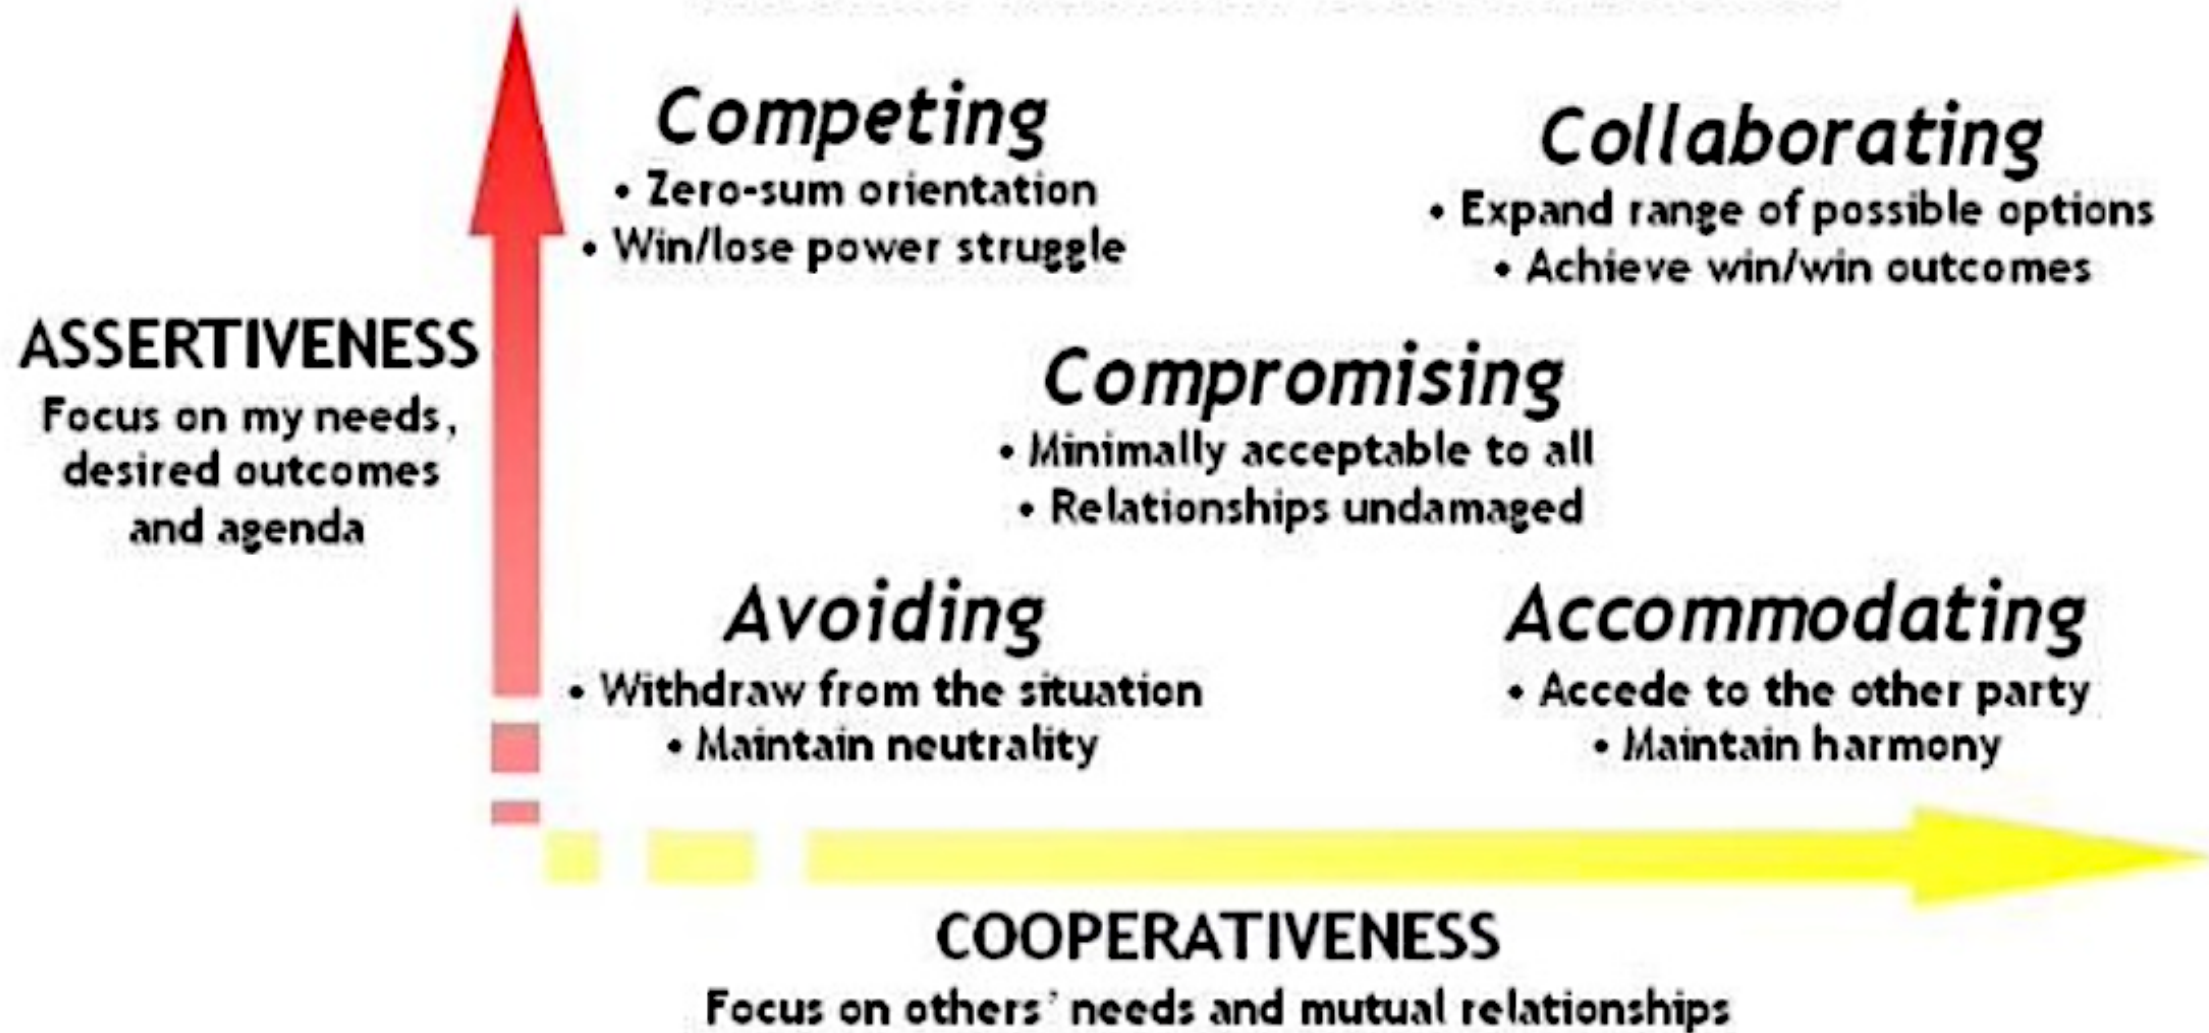 Competing
• Zero-sum orientation
• Win/lose power struggle
Collaborating
• Expand range of possible options
• Achieve win/win outcomes
ASSERTIVENESS
Focus on my needs,
desired outcomes
and agenda
Compromising
• Minimally acceptable to all
• Relationships undamaged
Avoiding
• Withdraw from the situation
• Maintain neutrality
Accommodating
• Accede to the other party
• Maintain harmony
COOPERATIVENESS
Focus on others' needs and mutual relationships